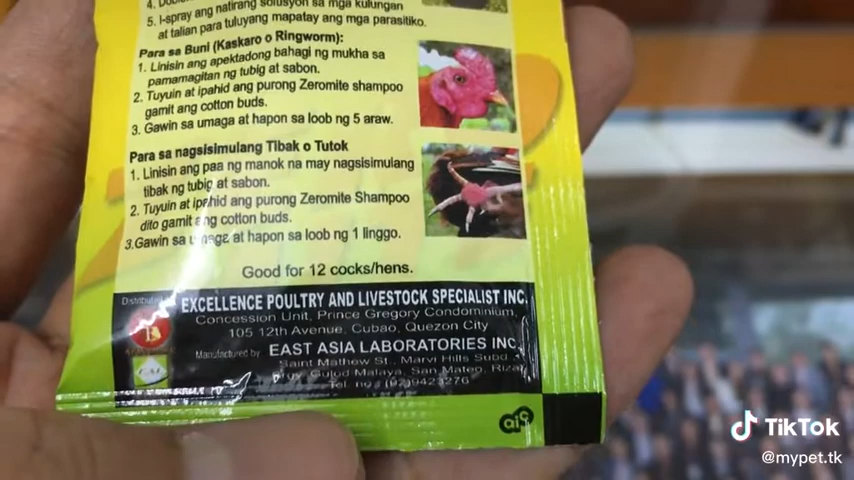 5. I-spray ang natirang solusyon sa mga kulungan
at talian para tuluyang mapatay ang mga parasitiko.
Para sa Buni (Kaskaro o Ringworm):
1. Linisin ang apektadong bahagi ng mukha sa
pamamagitan ng tubig at sabon.
2. Tuyuin at ipahid ang purong Zeromite shampoo
gamit ang cotton buds.
3. Gawin sa umaga at hapon sa loob ng 5 araw.
Para sa nagsisimulang Tibak o Tutok
1. Linisin ang paa ng manok na may nagsisimulang
tibak ng tubig at sabon.
2. Tuyuin at ipahid ang purong Zeromite Shampoo
dito gamit ang cotton buds.
3.Gawin sa umaga at hapon sa loob ng 1 linggo.
Good for 12 cocks/hens.
EXCELLENCE POULTRY AND LIVESTOCK SPECIALIST INC.
Concession Unit, Prince Gregory Condominium,
105 12th Avenue, Cubao, Quezon City
Manufactured by EAST ASIA LABORATORIES INC.
Saint Mathew St., Marvi Hills Subd.,
Brgy. Gulod Malaya, San Mateo, Rizal
Tel. no.: (02)9423276
aic
TikTok
@mypet.tk